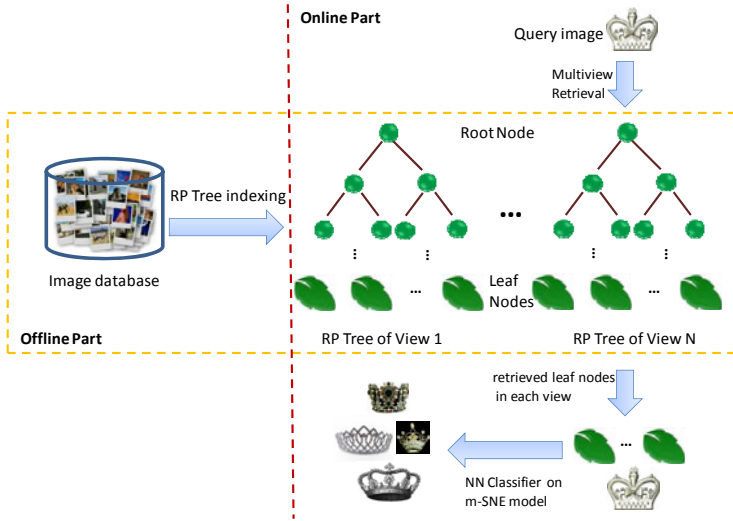 Online Part
Query image
Multiview
Retrieval
Root Node
RP Tree indexing
...
Image database
Leaf
Nodes
...
...
Offline Part
RP Tree of View 1
RP Tree of View N
retrieved leaf nodes
in each view
...
NN Classifier on
m-SNE model